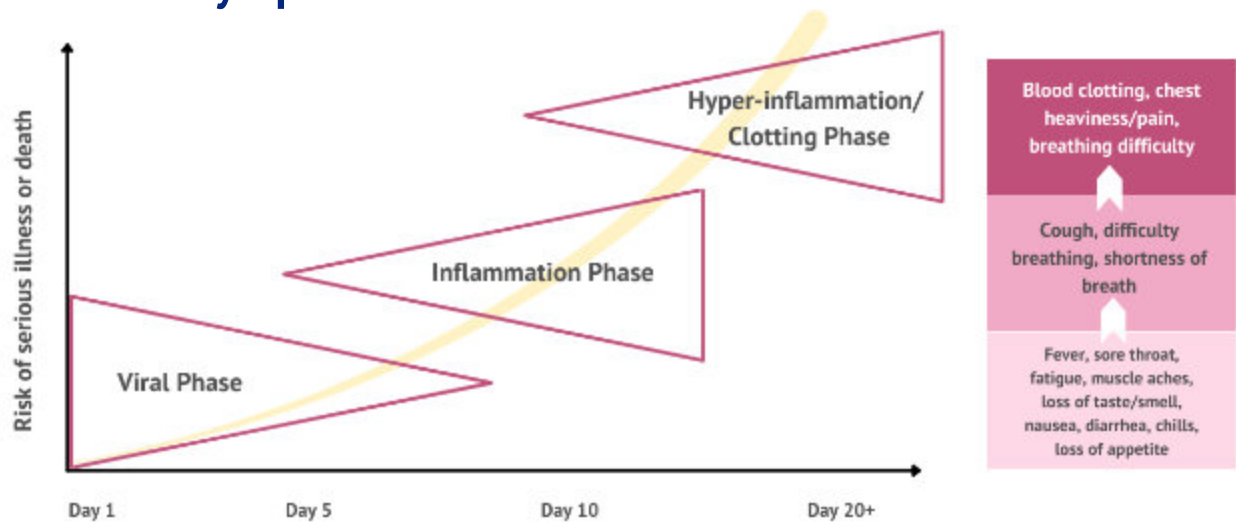 Risk of serious illness or death
Hyper-inflammation/
Clotting Phase
Inflammation Phase
Viral Phase
Day 1
Day 5
Day 10
Day 20+
Blood clotting, chest
heaviness/pain,
breathing difficulty
Cough, difficulty
breathing, shortness of
breath
Fever, sore throat,
fatigue, muscle aches,
loss of taste/smell,
nausea, diarrhea, chills,
loss of appetite